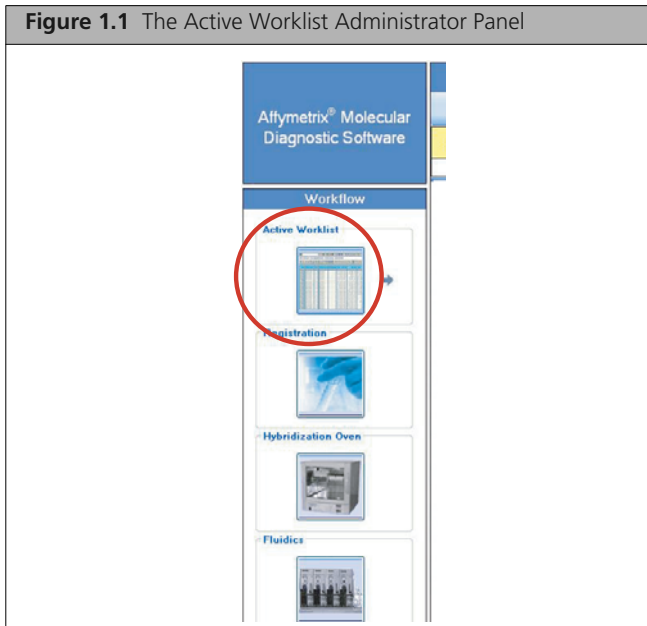 Figure 1.1 The Active Worklist Administrator Panel
Affymetrix® Molecular
Diagnostic Software
Workflow
Active Worklist
Registration
Hybridization Oven
Fluidics